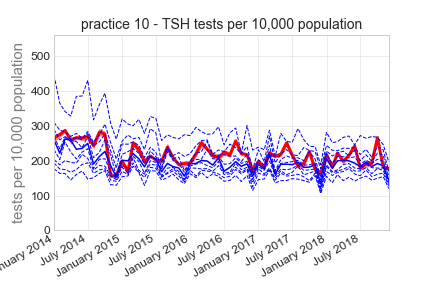 practice 10 - TSH tests per 10,000 population
tests per 10,000 population
500
400
300
200
100
0
2014
July 2014
January 2015
July 2015
January 2016
July 2016
January 2017
July 2017
January 2018
July 2018